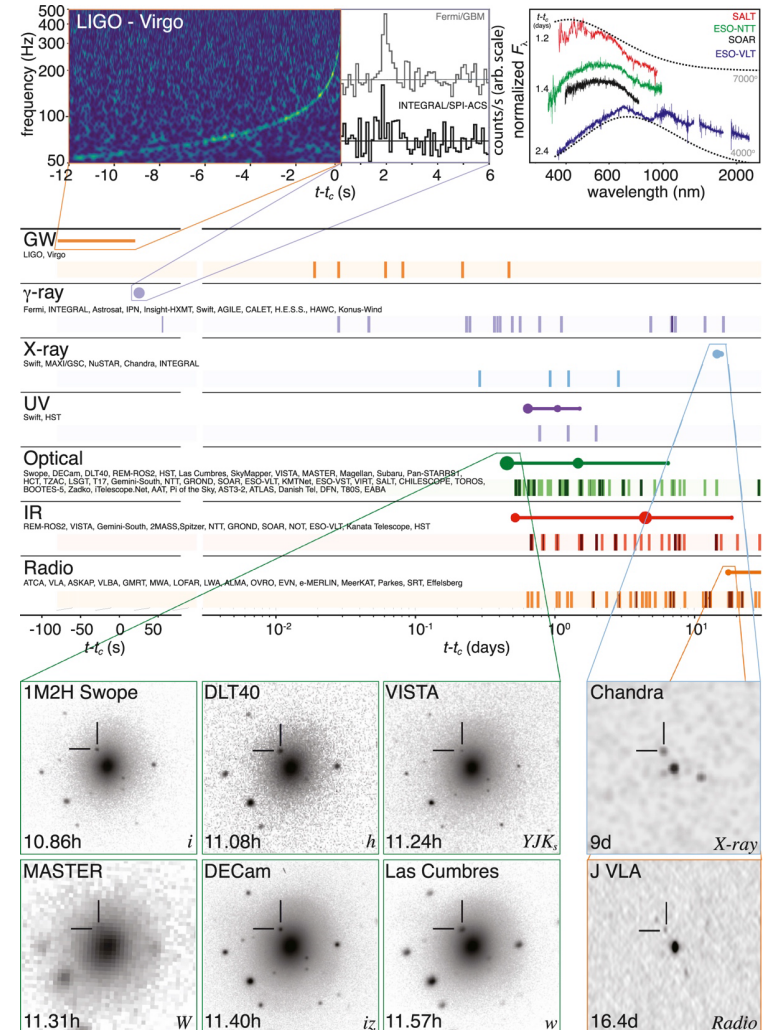 LIGO - Virgo
frequency (Hz)
500
400
300
200
100
50
-12 -10 -8 -6 -4 -2 0 2 4 6
t-tc (s)
Fermi/GBM
INTEGRAL/SPI-ACS
counts/s (arb. scale)
normalized Fλ
t-tc
(days)
1.2
1.4
2.4
SALT
ESO-NTT
SOAR
ESO-VLT
7000°
4000°
400 600 1000 2000
wavelength (nm)
GW
LIGO, Virgo
γ-ray
Fermi, INTEGRAL, Astrosat, IPN, Insight-HXMT, Swift, AGILE, CALET, H.E.S.S., HAWC, Konus-Wind
X-ray
Swift, MAXI/GSC, NuSTAR, Chandra, INTEGRAL
UV
Swift, HST
Optical
Swope, DECam, DLT40, REM-ROS2, HST, Las Cumbres, SkyMapper, VISTA, MASTER, Magellan, Subaru, Pan-STARRS1,
HCT, TZAC, LSGT, T17, Gemini-South, NTT, GROND, SOAR, ESO-VLT, KMTNet, ESO-VST, VIRT, SALT, CHILESCOPE, TOROS,
BOOTES-5, Zadko, iTelescope.Net, AAT, Pi of the Sky, AST3-2, ATLAS, Danish Tel, DFN, T80S, EABA
IR
REM-ROS2, VISTA, Gemini-South, 2MASS,Spitzer, NTT, GROND, SOAR, NOT, ESO-VLT, Kanata Telescope, HST
Radio
ATCA, VLA, ASKAP, VLBA, GMRT, MWA, LOFAR, LWA, ALMA, OVRO, EVN, e-MERLIN, MeerKAT, Parkes, SRT, Effelsberg
-100 -50 0 50 10⁻² 10⁻¹ 10⁰ 10¹
t-tc (s) t-tc (days)
1M2H Swope
10.86h i
DLT40
11.08h h
VISTA
11.24h YJKs
Chandra
9d X-ray
MASTER
11.31h W
DECam
11.40h iz
Las Cumbres
11.57h w
J VLA
16.4d Radio